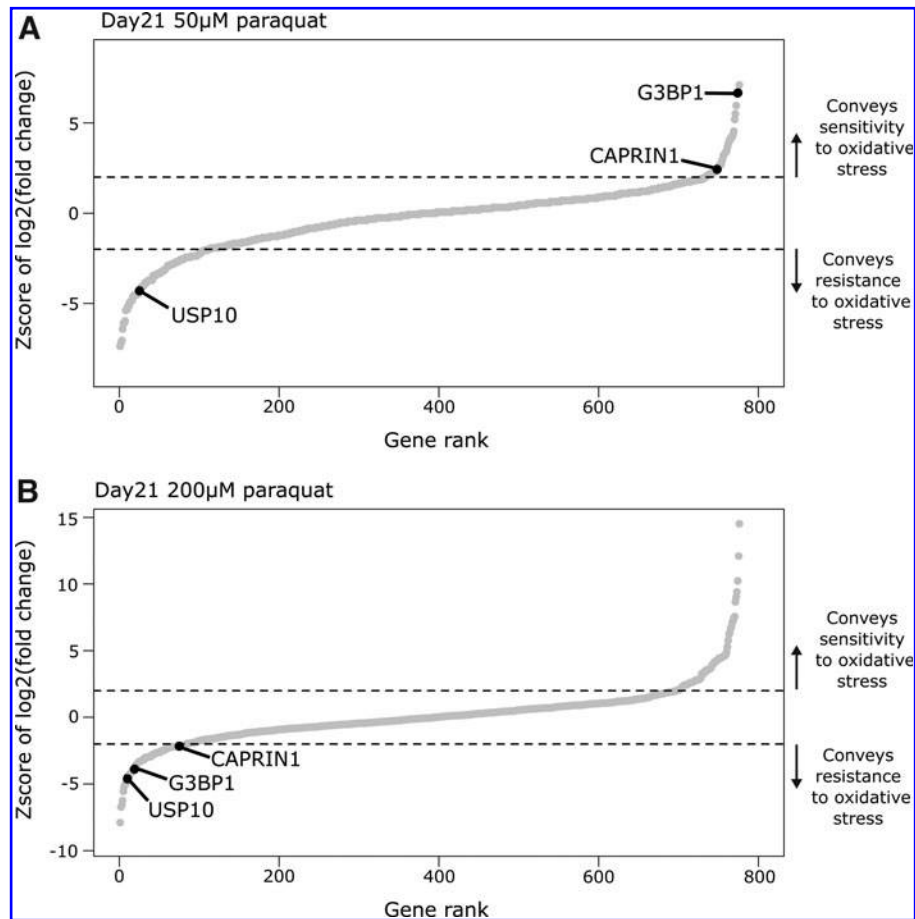 A
Day21 50µM paraquat
Zscore of log2(fold change)
5
0
-5
G3BP1
CAPRIN1
USP10
Conveys
sensitivity
to oxidative
stress
Conveys
resistance
to oxidative
stress
0
200
400
600
800
Gene rank
B
Day21 200µM paraquat
Zscore of log2(fold change)
15
10
5
0
-5
-10
CAPRIN1
G3BP1
USP10
Conveys
sensitivity
to oxidative
stress
Conveys
resistance
to oxidative
stress
0
200
400
600
800
Gene rank